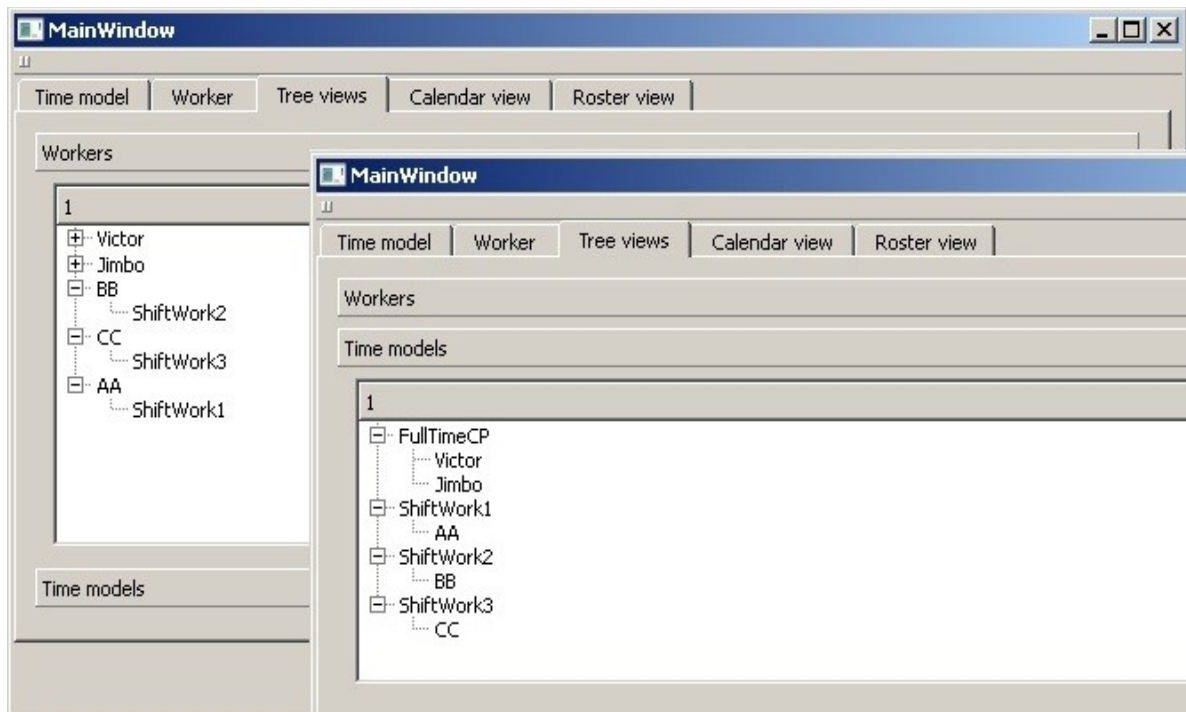 MainWindow
Time model Worker Tree views Calendar view Roster view
Workers
1
Victor
Jimbo
BB
ShiftWork2
CC
ShiftWork3
AA
ShiftWork1
Time models
MainWindow
Time model Worker Tree views Calendar view Roster view
Workers
Time models
1
FullTimeCP
Victor
Jimbo
ShiftWork1
AA
ShiftWork2
BB
ShiftWork3
CC